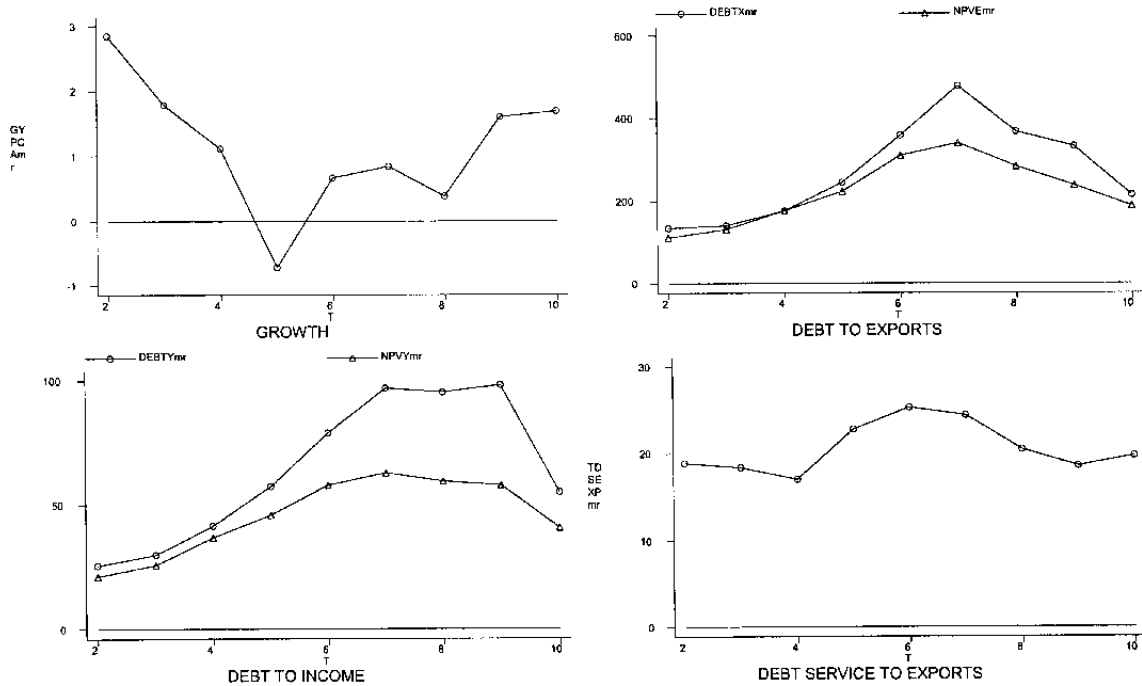 3
2
1
0
-1
GY
PC
Am
r
2
4
6
8
10
T
GROWTH
DEBTXmr
NPVEmr
600
500
400
200
0
2
4
6
8
10
T
DEBT TO EXPORTS
DEBTYmr
NPVYmr
100
50
0
2
4
6
8
10
T
DEBT TO INCOME
30
20
10
0
TD
SE
XP
mr
2
4
6
8
10
T
DEBT SERVICE TO EXPORTS